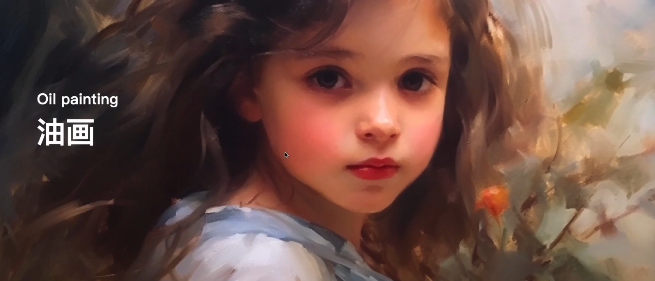 Oil painting
油画